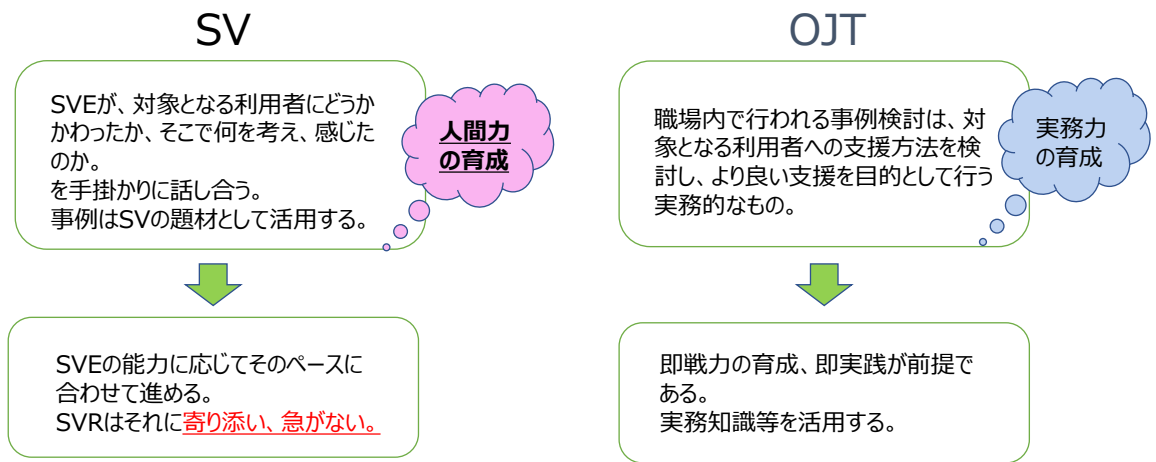 SV
SVEが、対象となる利用者にどうか
かわったか、そこで何を考え、感じた
のか。
を手掛かりに話し合う。
事例はSVの題材として活用する。
人間力
の育成
SVEの能力に応じてそのペースに
合わせて進める。
SVRはそれに寄り添い、急がない。
OJT
職場内で行われる事例検討は、対
象となる利用者への支援方法を検
討し、より良い支援を目的として行う
実務的なもの。
実務力
の育成
即戦力の育成、即実践が前提で
ある。
実務知識等を活用する。